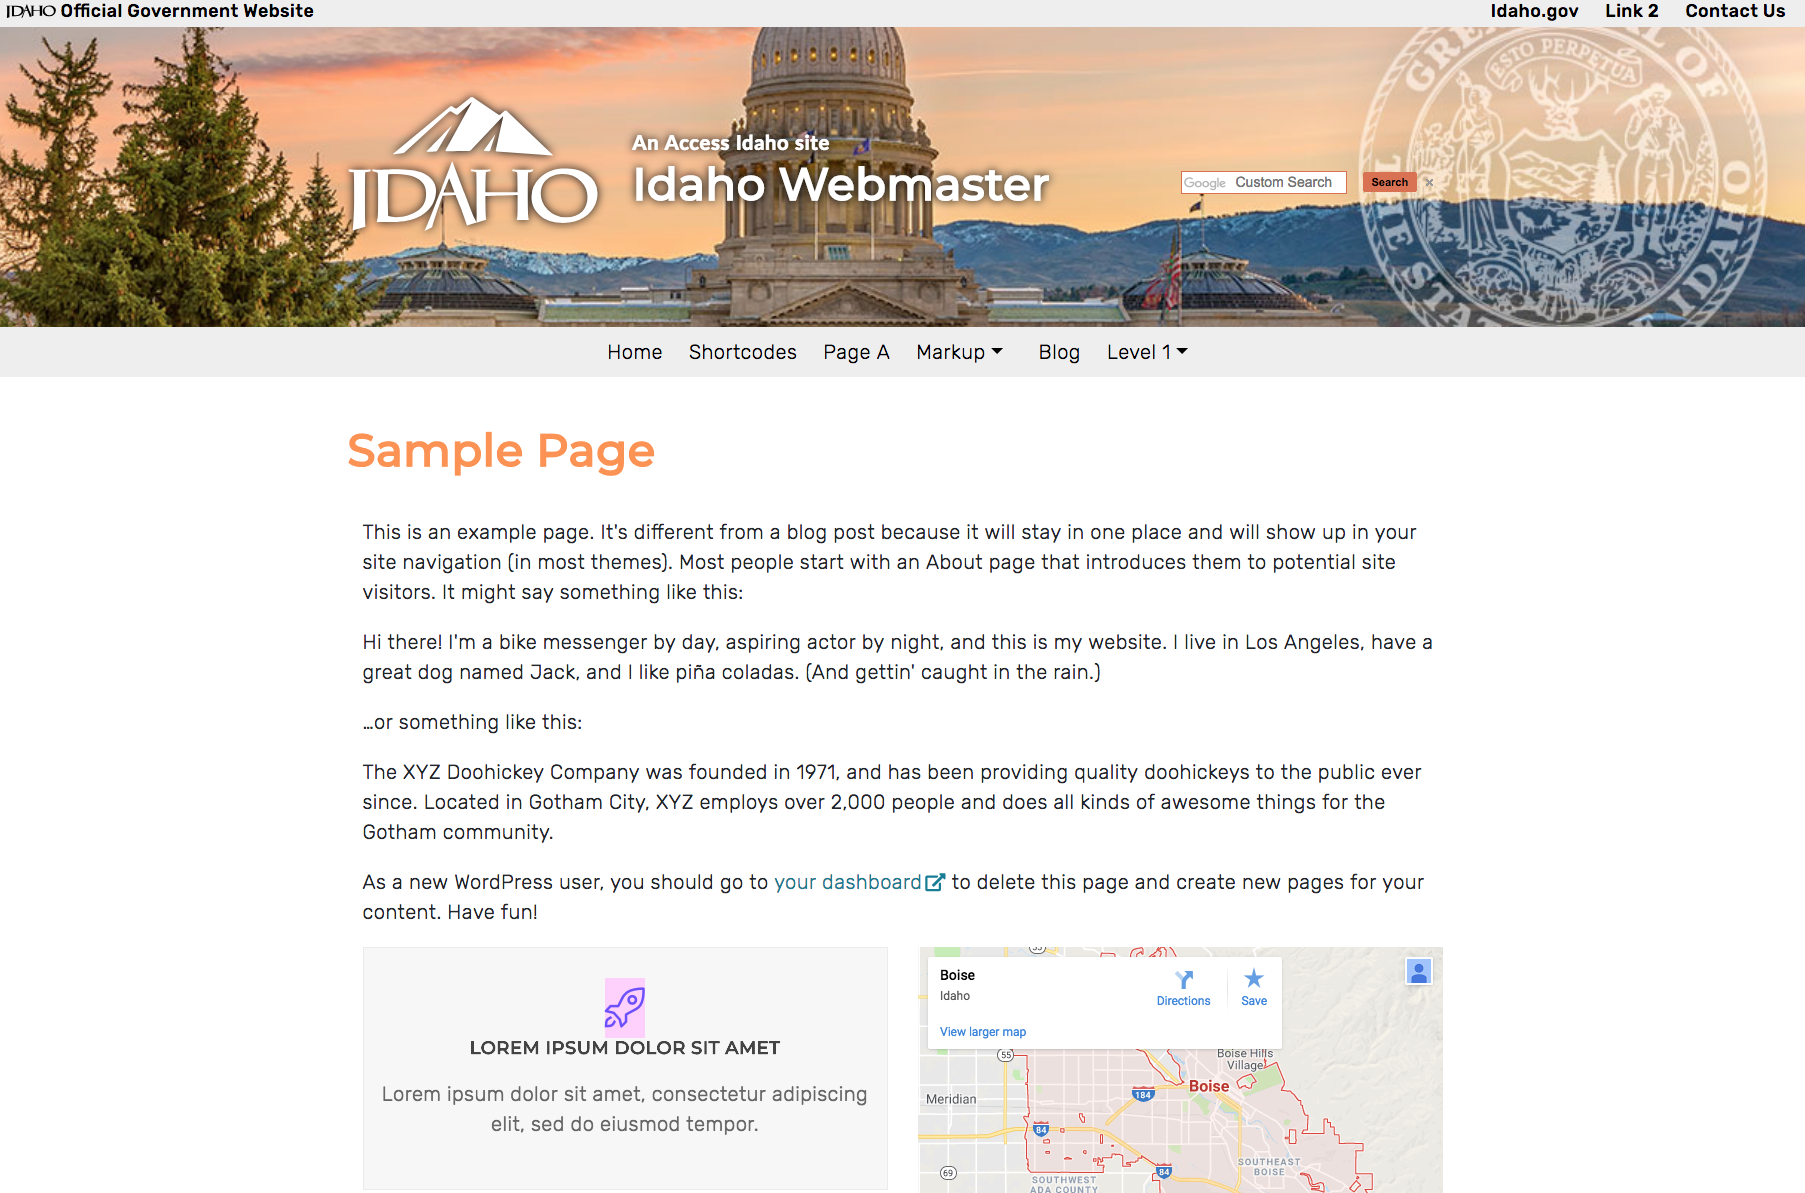 IDAHO Official Government Website
Idaho.gov Link 2 Contact Us
GREAT SEAL OF THE STATE OF IDAHO
ESTO PERPETUA
An Access Idaho site
IDAHO
Idaho Webmaster
Google Custom Search Search ×
Home Shortcodes Page A Markup Blog Level 1
Sample Page
This is an example page. It's different from a blog post because it will stay in one place and will show up in your
site navigation (in most themes). Most people start with an About page that introduces them to potential site
visitors. It might say something like this:
Hi there! I'm a bike messenger by day, aspiring actor by night, and this is my website. I live in Los Angeles, have a
great dog named Jack, and I like piña coladas. (And gettin' caught in the rain.)
…or something like this:
The XYZ Doohickey Company was founded in 1971, and has been providing quality doohickeys to the public ever
since. Located in Gotham City, XYZ employs over 2,000 people and does all kinds of awesome things for the
Gotham community.
As a new WordPress user, you should go to your dashboard to delete this page and create new pages for your
content. Have fun!
LOREM IPSUM DOLOR SIT AMET
Lorem ipsum dolor sit amet, consectetur adipiscing
elit, sed do eiusmod tempor.
55
Boise
Idaho
Directions Save
View larger map
55
Boise Hills
Village
Boise
184
Meridian
84
69
84
SOUTHEAST
BOISE
SOUTHWEST
ADA COUNTY